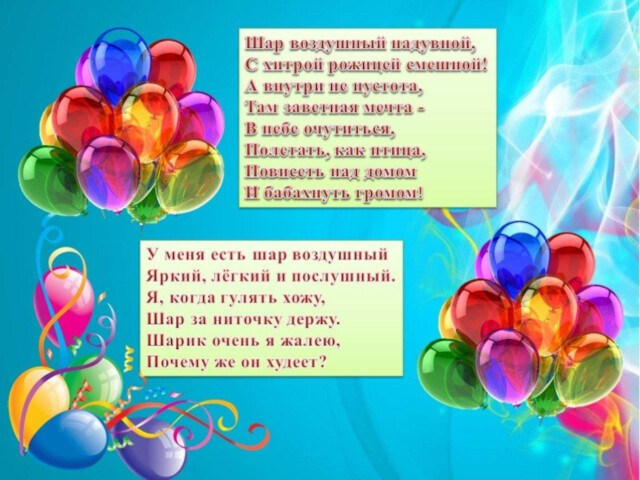 Шар воздушный надувной,
С хитрой рожицей смешной!
А внутри не пустота,
Там заветная мечта -
В небе очутиться,
Полетать, как птица,
Повисеть над домом
И бабахнуть громом!
У меня есть шар воздушный
Яркий, лёгкий и послушный.
Я, когда гулять хожу,
Шар за ниточку держу.
Шарик очень я жалею,
Почему же он худеет?